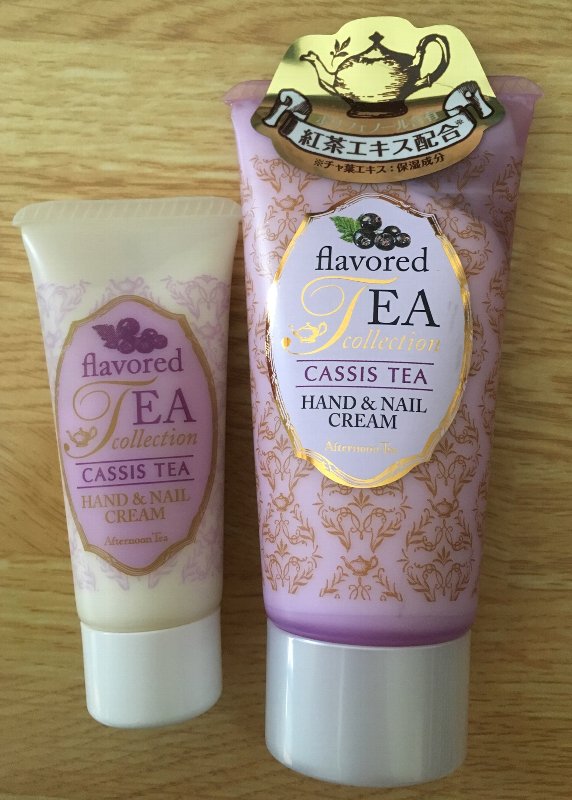 flavored
TEA
collection
CASSIS TEA
HAND & NAIL
CREAM
Afternoon Tea
紅茶エキス配合※
※チャ葉エキス：保湿成分
flavored
TEA
collection
CASSIS TEA
HAND & NAIL
CREAM
Afternoon Tea